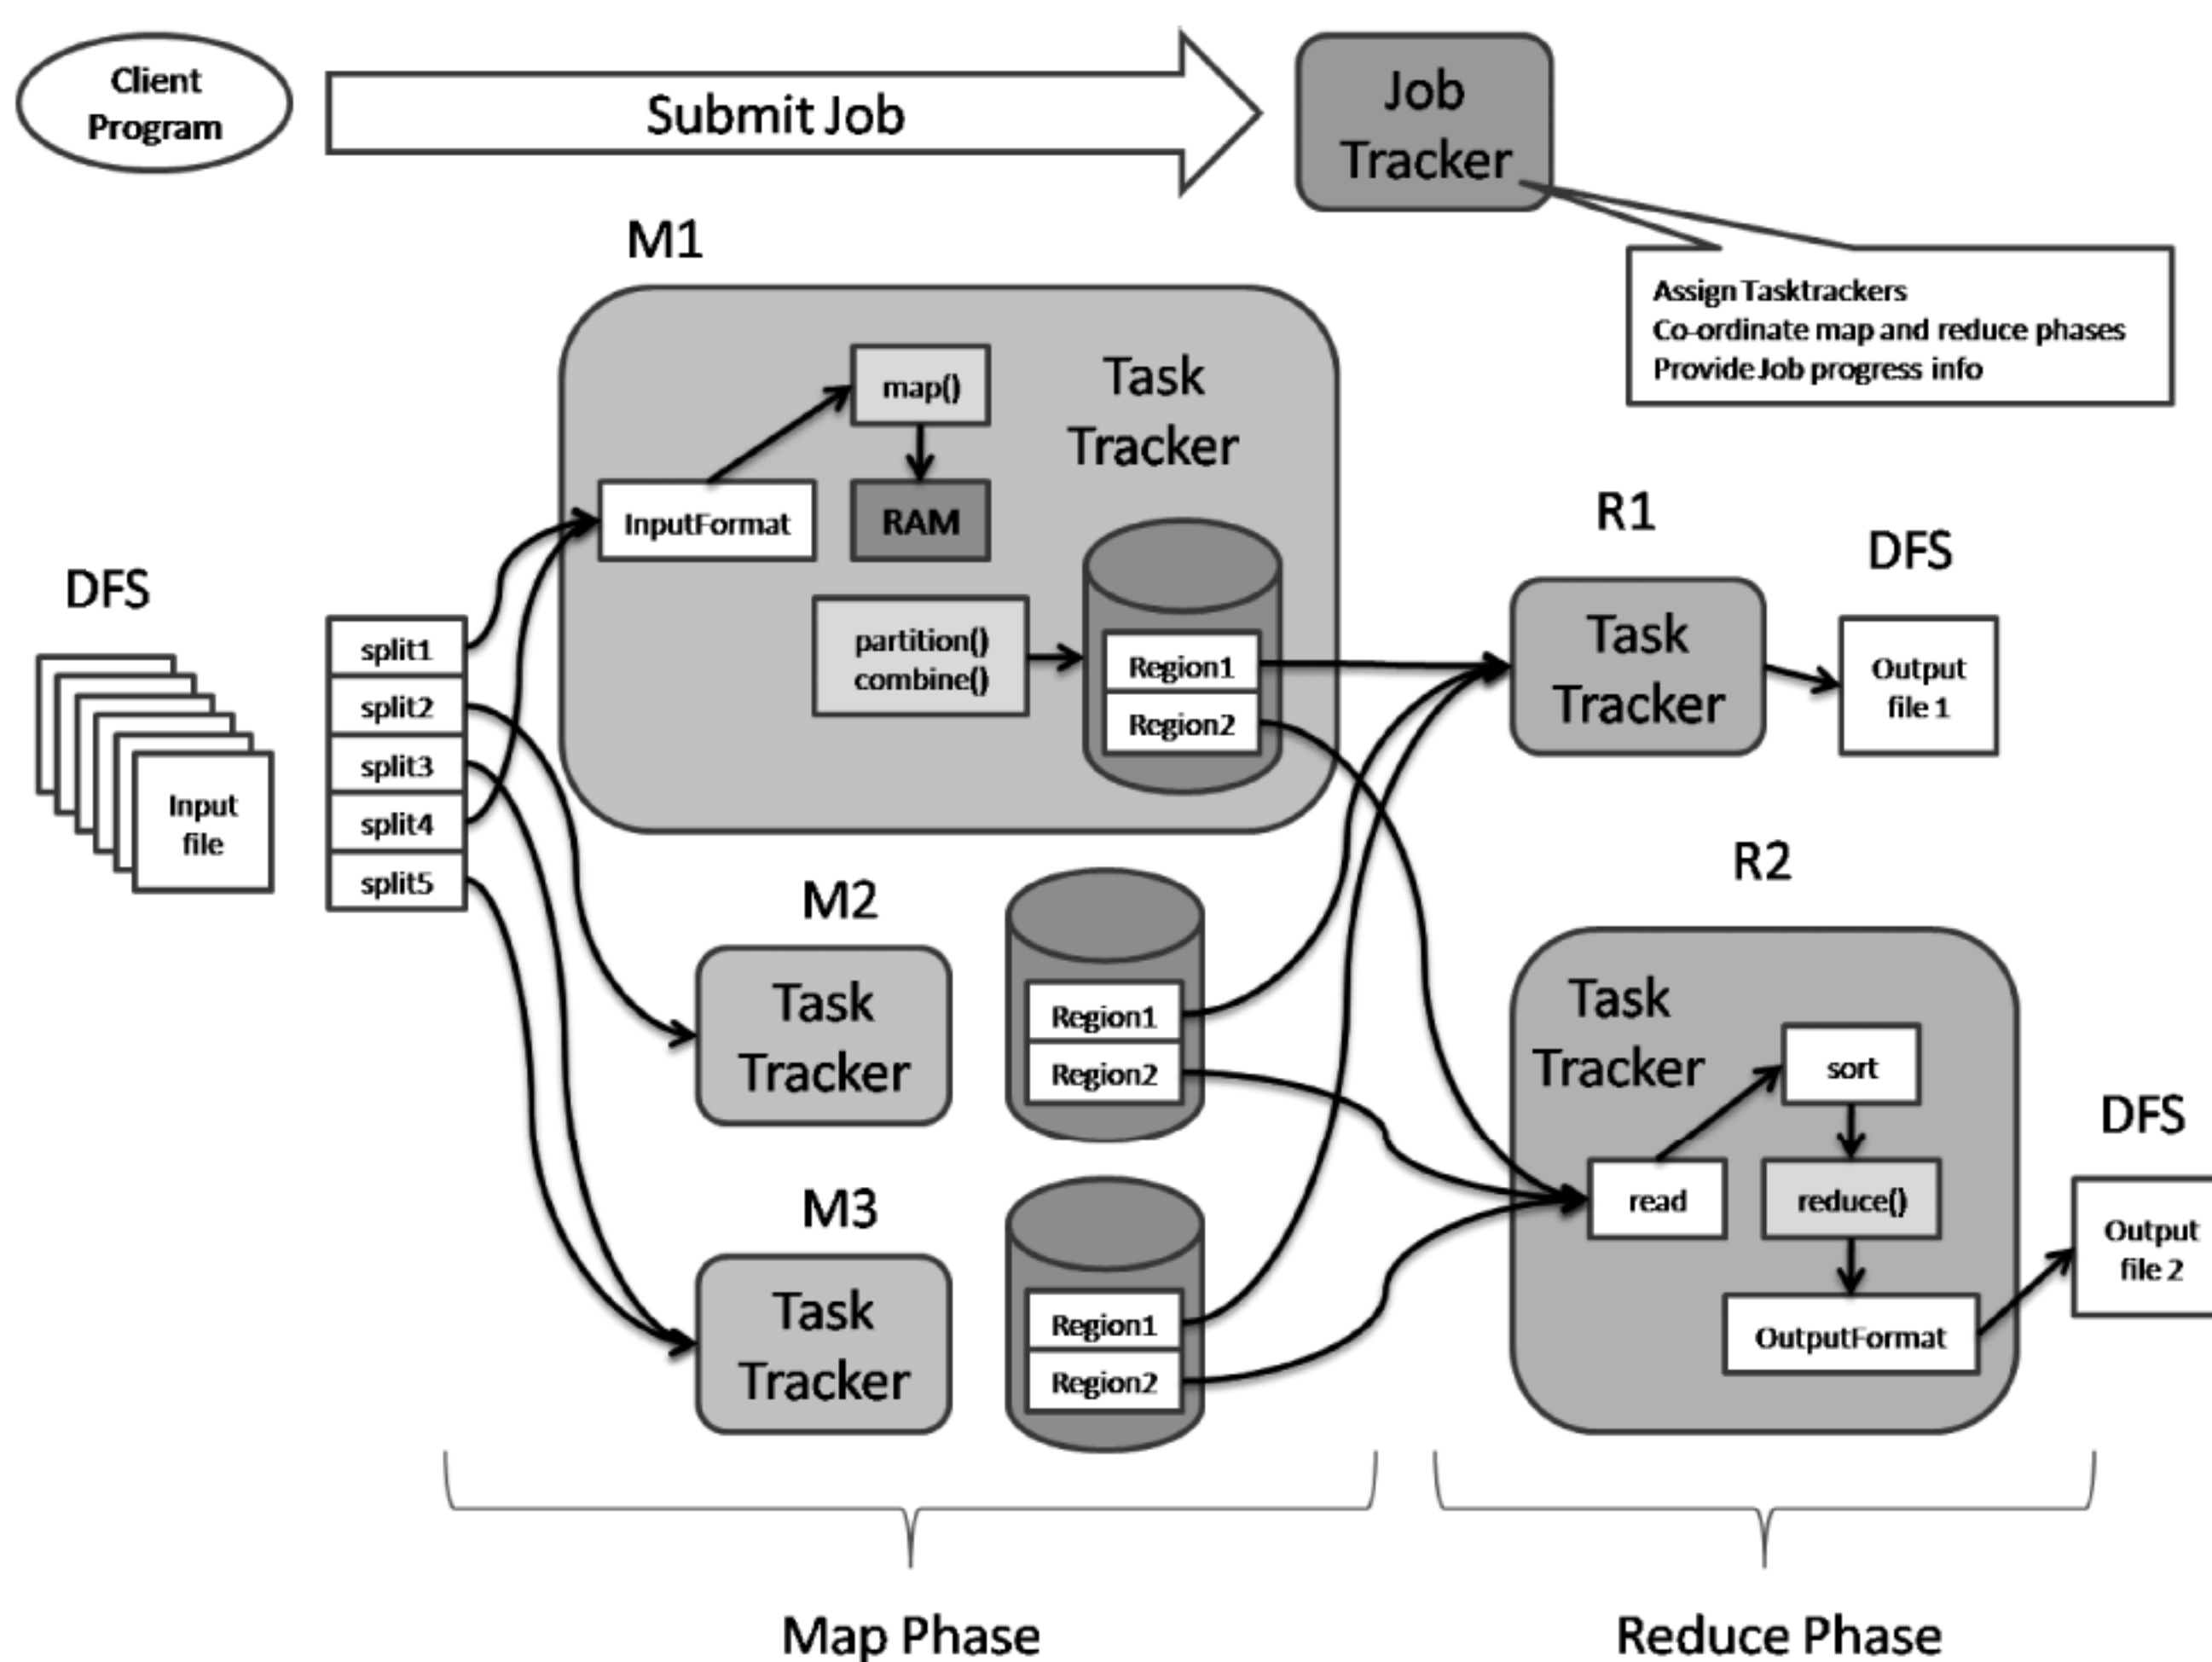 Client
Program
Submit Job
Job
Tracker
Assign Tasktrackers
Co-ordinate map and reduce phases
Provide Job progress info
M1
map()
Task
Tracker
InputFormat
RAM
partition()
combine()
Region1
Region2
DFS
Input
file
split1
split2
split3
split4
split5
M2
Task
Tracker
Region1
Region2
M3
Task
Tracker
Region1
Region2
R1
Task
Tracker
DFS
Output
file 1
R2
Task
Tracker
sort
read
reduce()
OutputFormat
DFS
Output
file 2
Map Phase
Reduce Phase